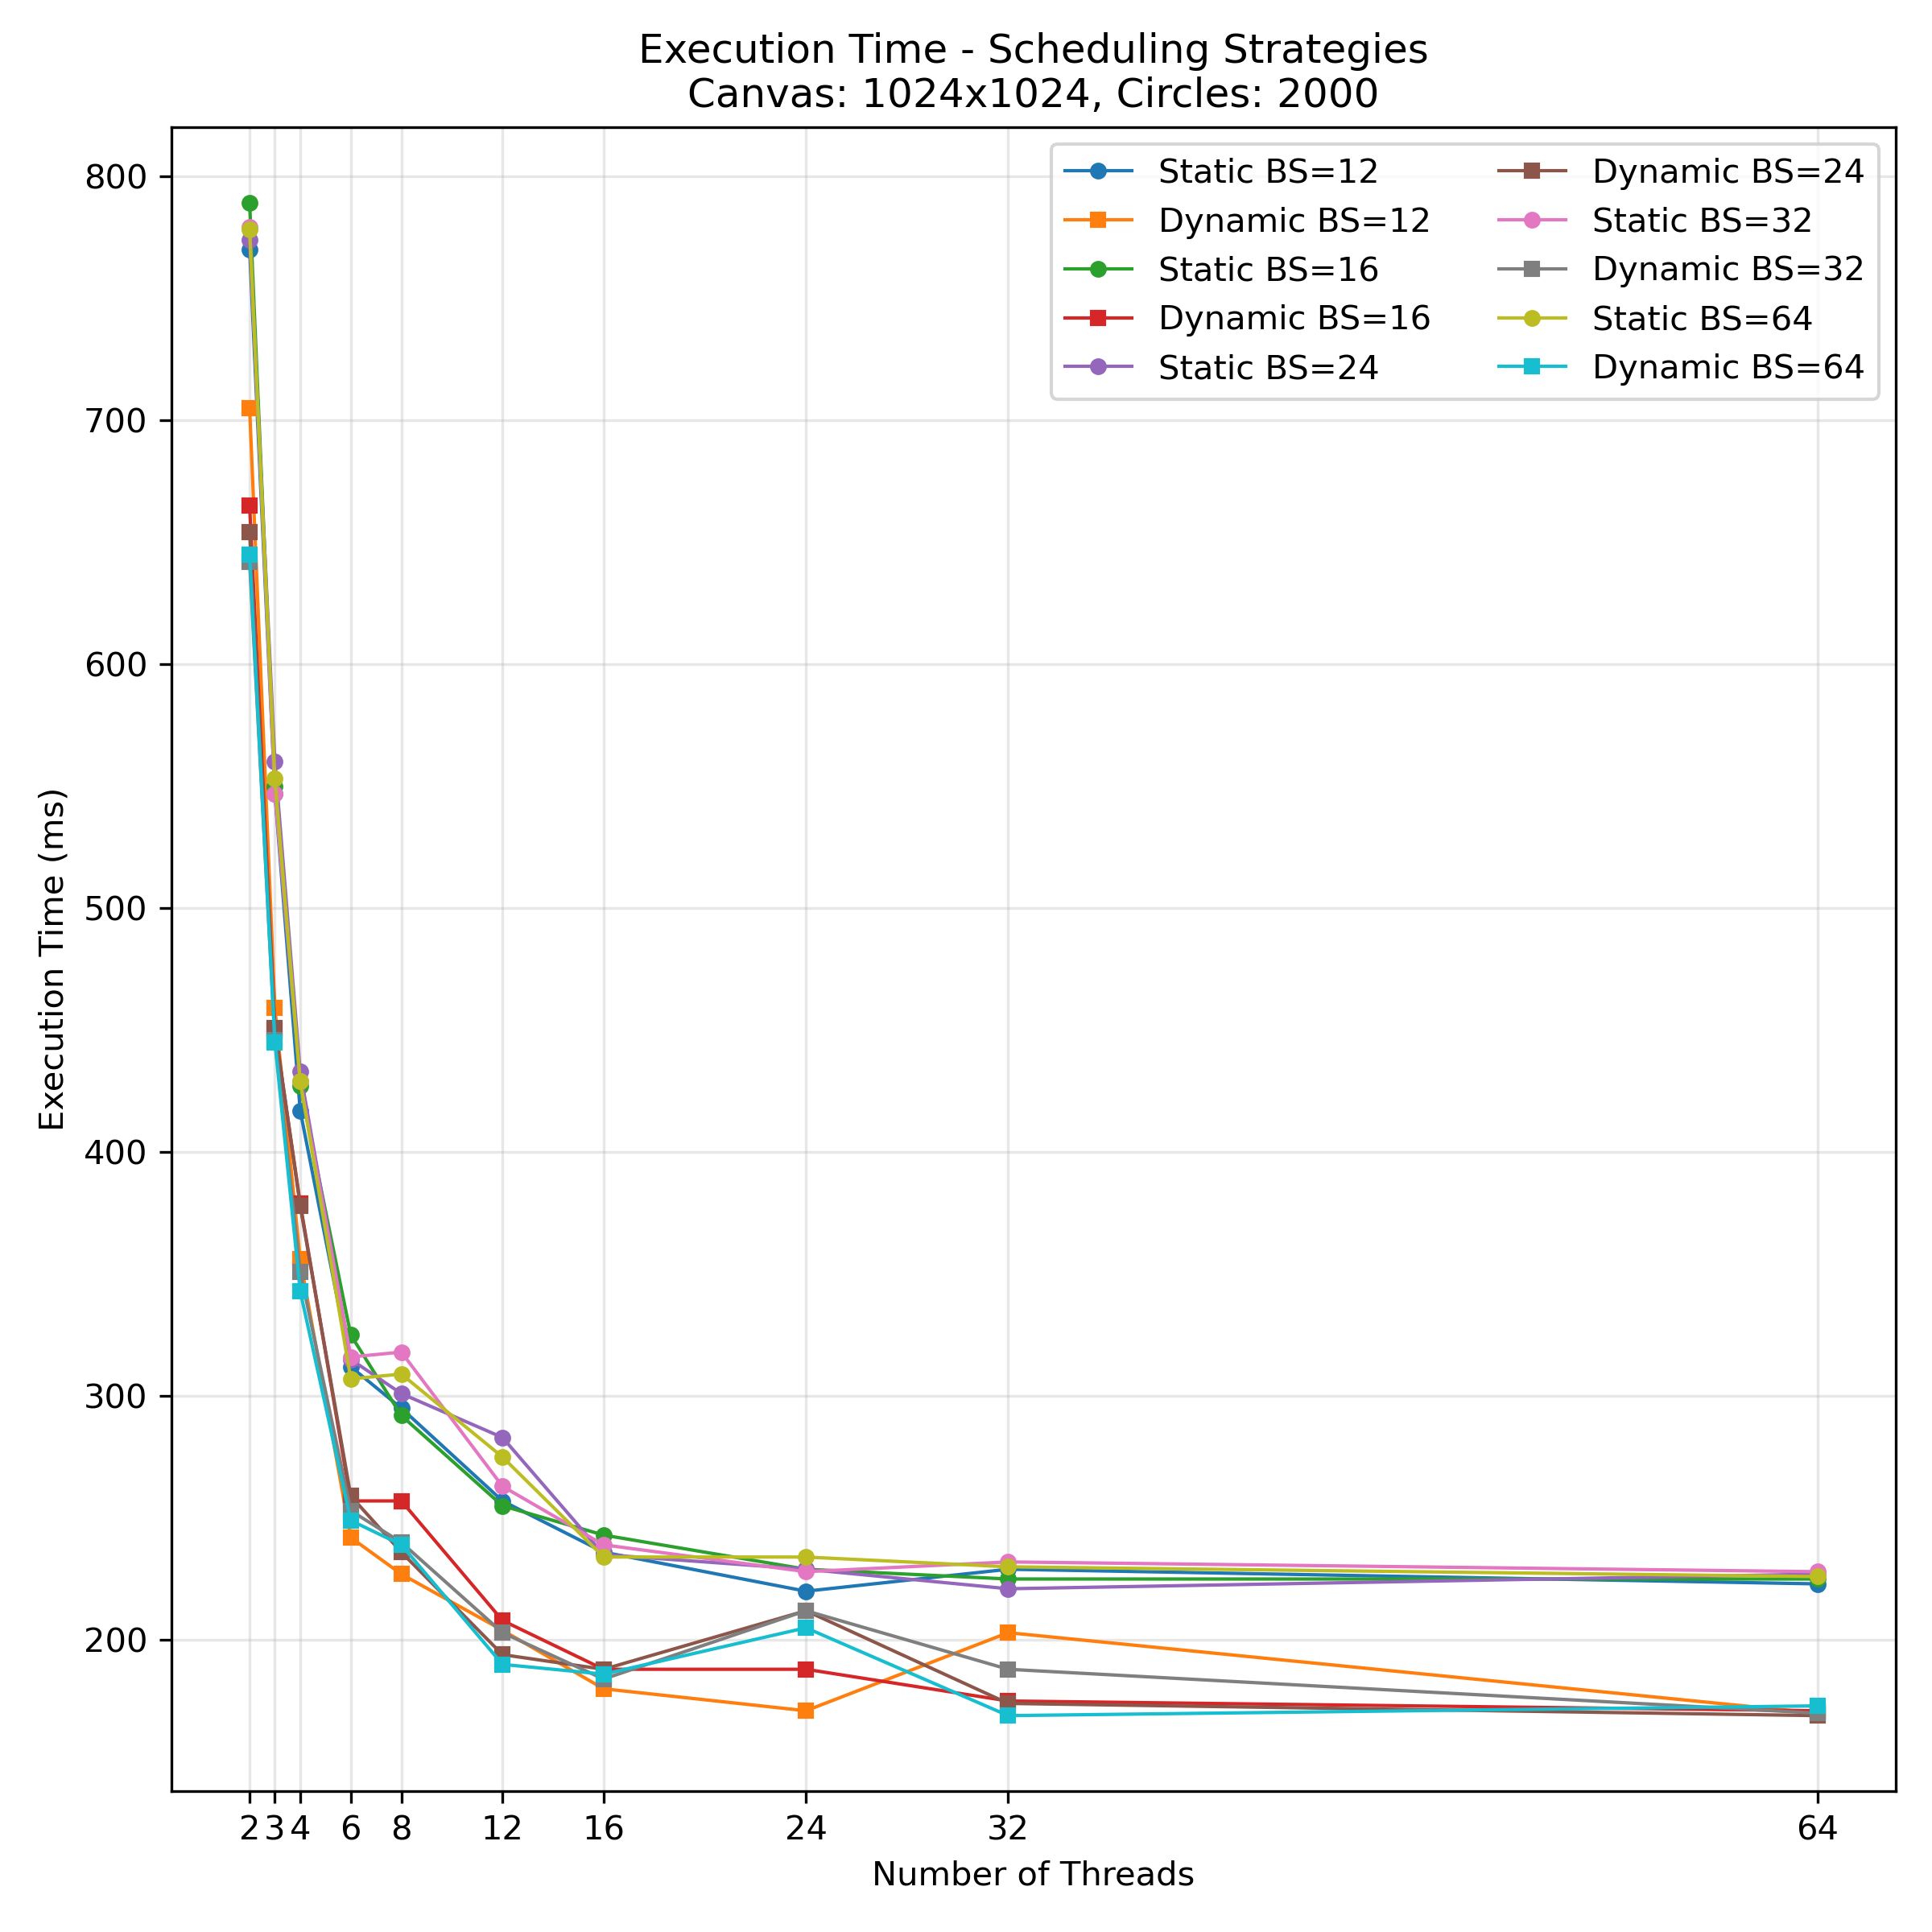 Execution Time - Scheduling Strategies
Canvas: 1024x1024, Circles: 2000
Static BS=12
Dynamic BS=12
Static BS=16
Dynamic BS=16
Static BS=24
Dynamic BS=24
Static BS=32
Dynamic BS=32
Static BS=64
Dynamic BS=64
Execution Time (ms)
800
700
600
500
400
300
200
2 3 4 6 8 12 16 24 32 64
Number of Threads